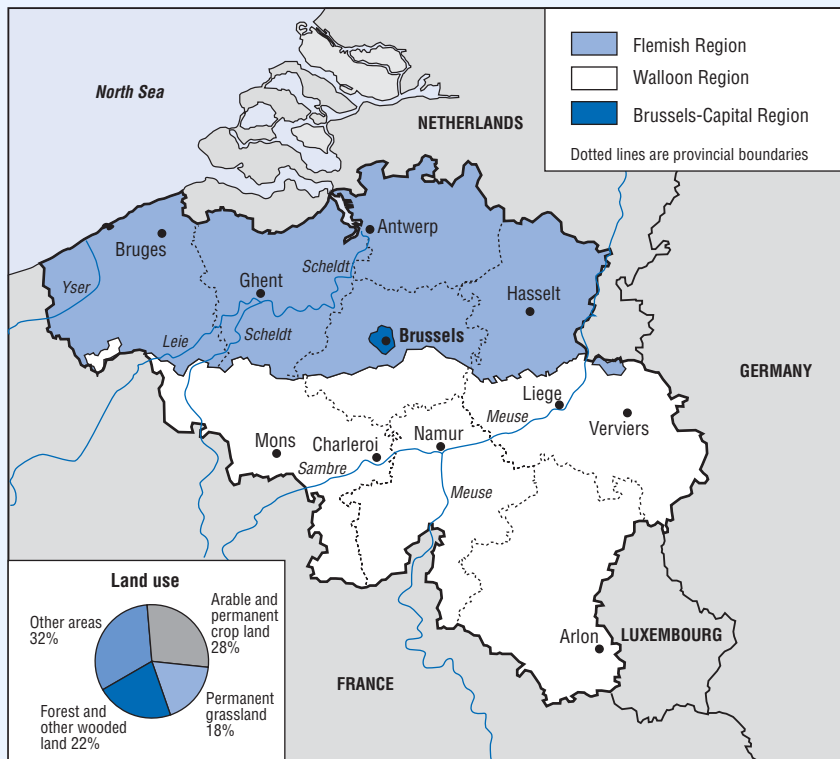 Flemish Region
Walloon Region
Brussels-Capital Region
Dotted lines are provincial boundaries
North Sea
NETHERLANDS
Antwerp
Bruges
Scheldt
Ghent
Yser
Hasselt
Leie
Scheldt
Brussels
GERMANY
Liege
Meuse
Verviers
Mons
Charleroi
Namur
Sambre
Meuse
Arlon
LUXEMBOURG
FRANCE
Land use
Other areas
32%
Arable and
permanent
crop land
28%
Forest and
other wooded
land 22%
Permanent
grassland
18%